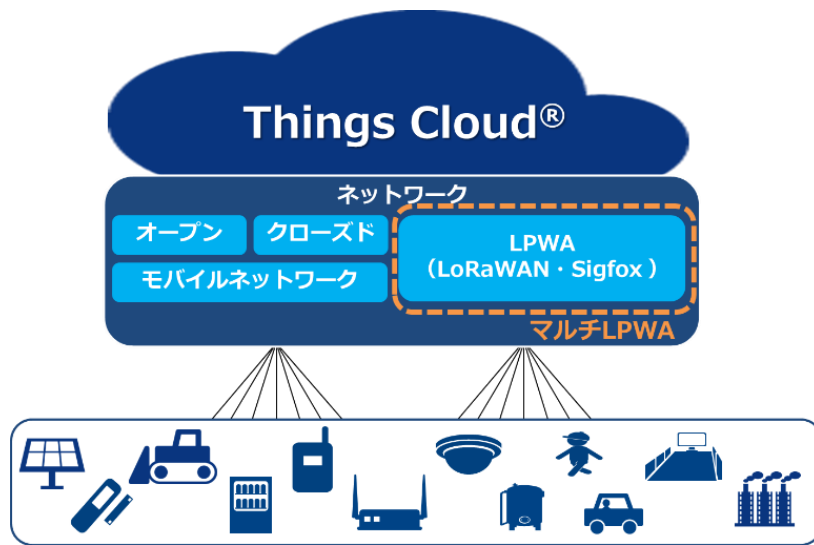 Things Cloud®
ネットワーク
オープン
クローズド
モバイルネットワーク
LPWA
（LoRaWAN・Sigfox）
マルチLPWA